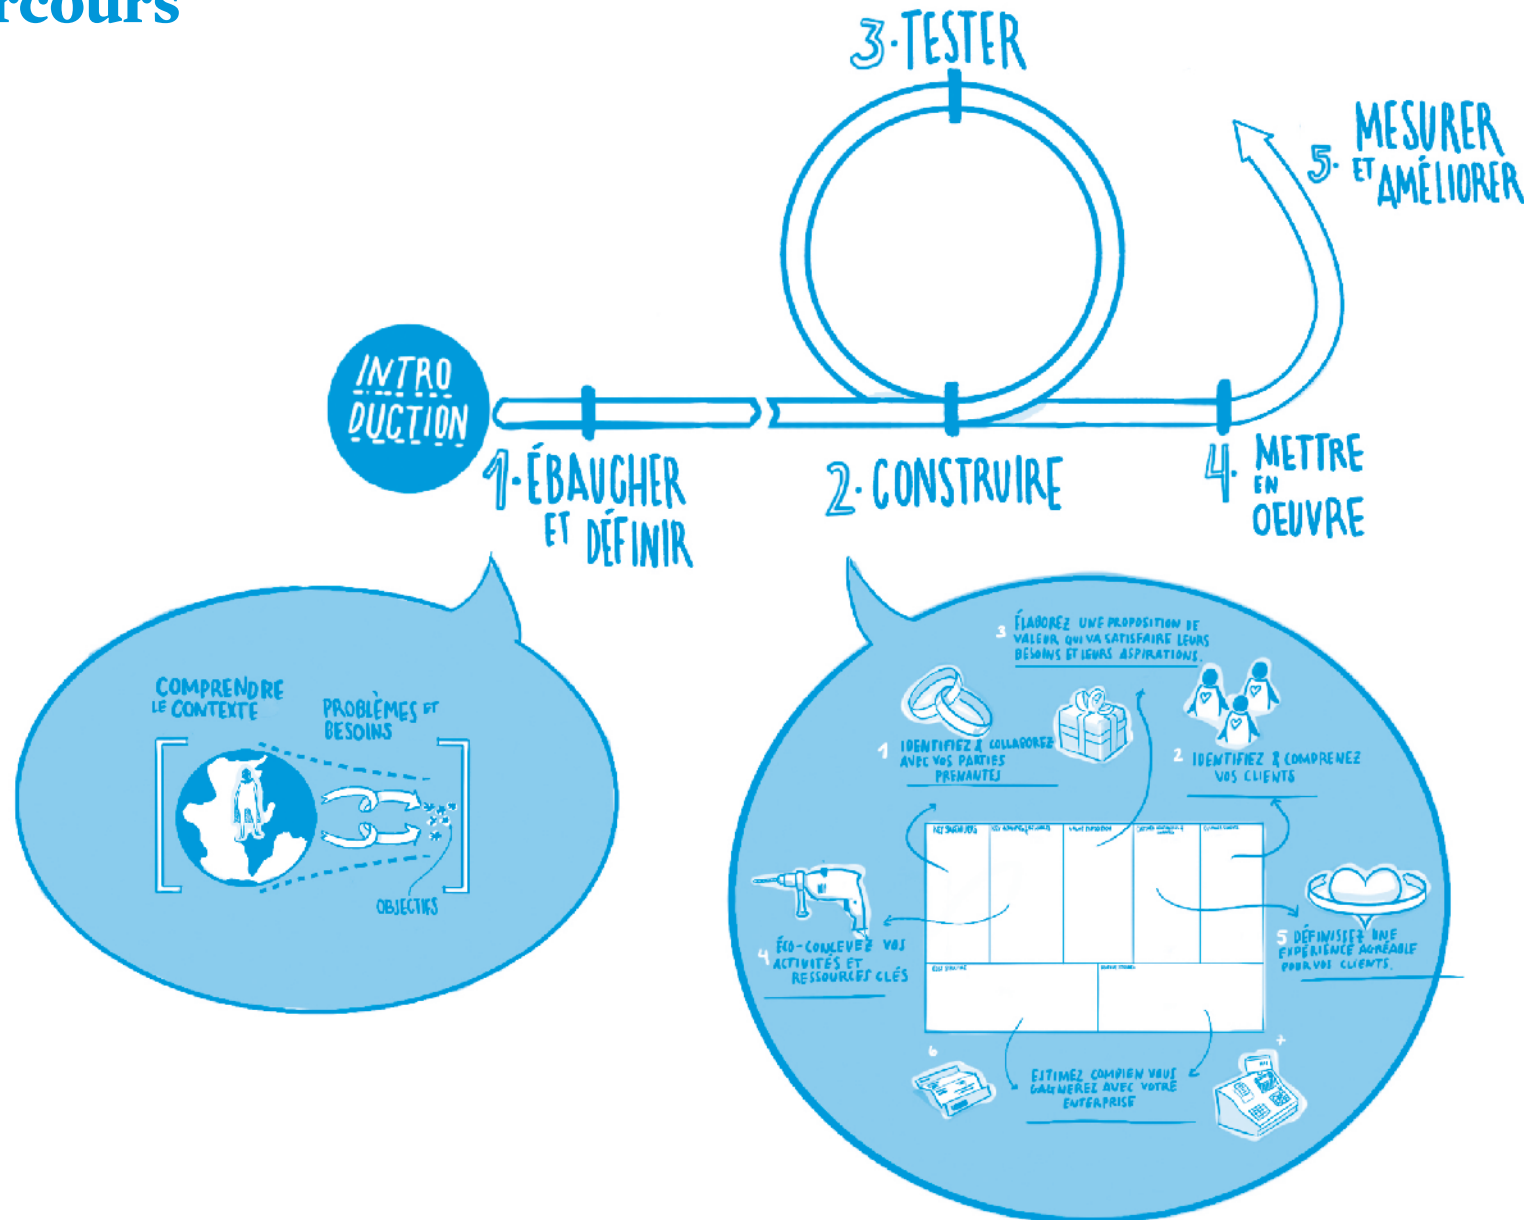 rcours
3. TESTER
5. MESURER
ET AMÉLIORER
INTRO
DUCTION
1. ÉBAUCHER
ET DÉFINIR
2. CONSTRUIRE
4. METTRE
EN
OEUVRE
COMPRENDRE
LE CONTEXTE
PROBLÈMES ET
BESOINS
OBJECTIFS
3 ÉLABOREZ UNE PROPOSITION DE
VALEUR QUI VA SATISFAIRE LEURS
BESOINS ET LEURS ASPIRATIONS.
1 IDENTIFIEZ & COLLABOREZ
AVEC VOS PARTIES
PRENANTES
2 IDENTIFIEZ & COMPRENEZ
VOS CLIENTS
4 ÉCO-CONCEVEZ VOS
ACTIVITÉS ET
RESSOURCES CLÉS
5 DÉFINISSEZ UNE
EXPÉRIENCE AGRÉABLE
POUR VOS CLIENTS.
6
7
ESTIMEZ COMBIEN VOUS
GAGNEREZ AVEC VOTRE
ENTERPRISE